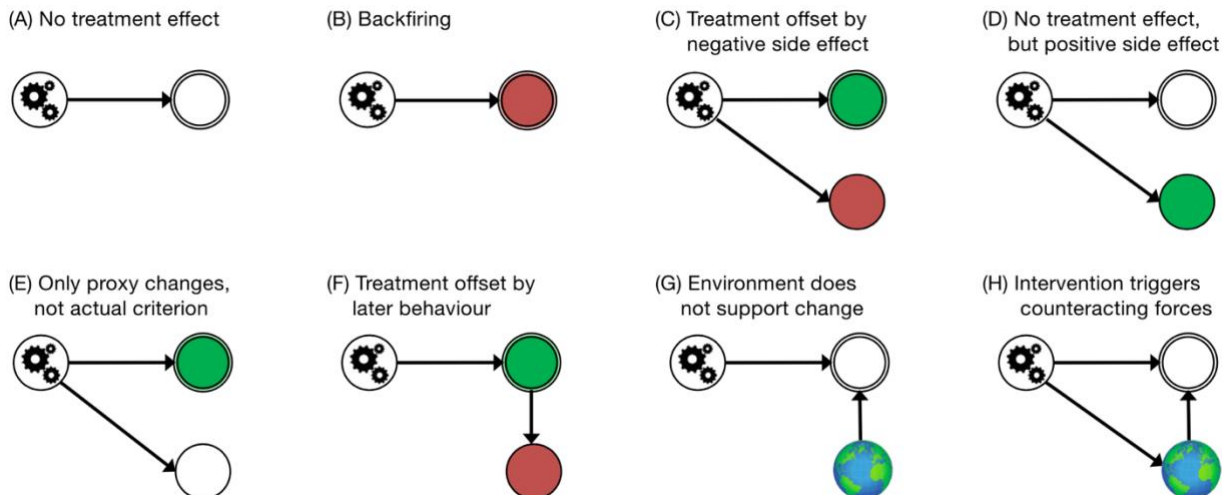 (A) No treatment effect
(B) Backfiring
(C) Treatment offset by
negative side effect
(D) No treatment effect,
but positive side effect
(E) Only proxy changes,
not actual criterion
(F) Treatment offset by
later behaviour
(G) Environment does
not support change
(H) Intervention triggers
counteracting forces